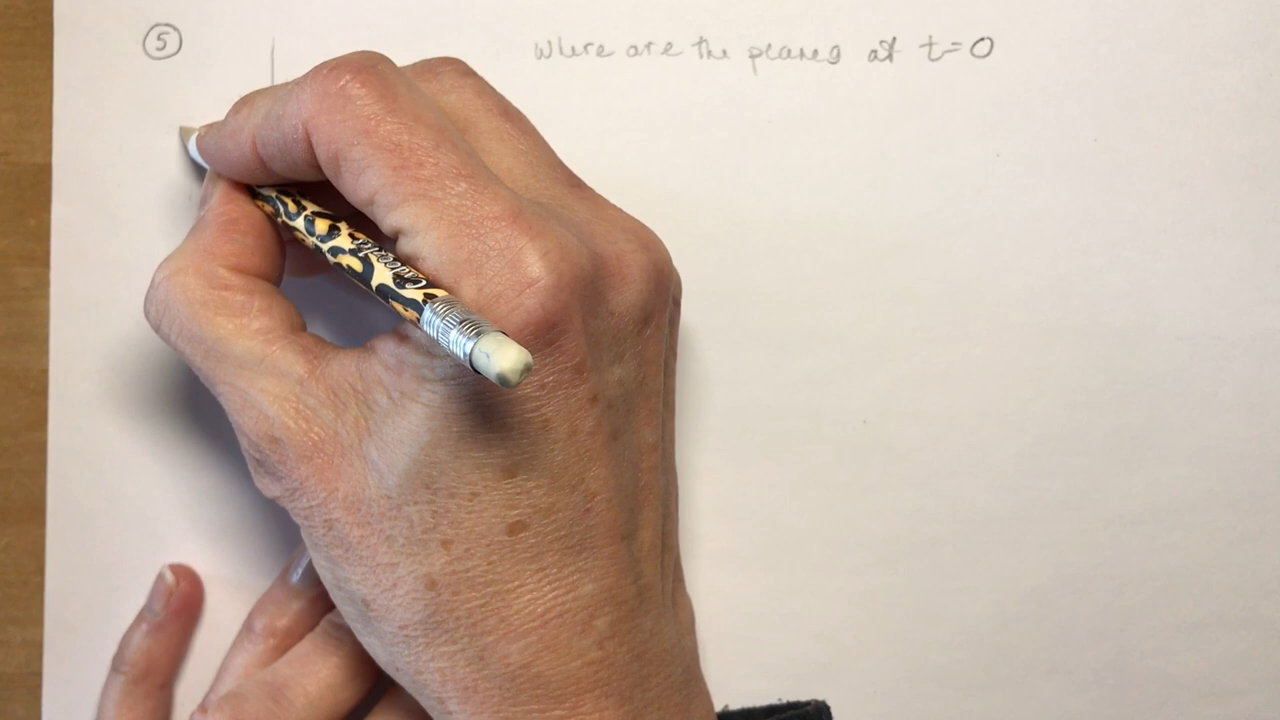 5 where are the planes at t=0